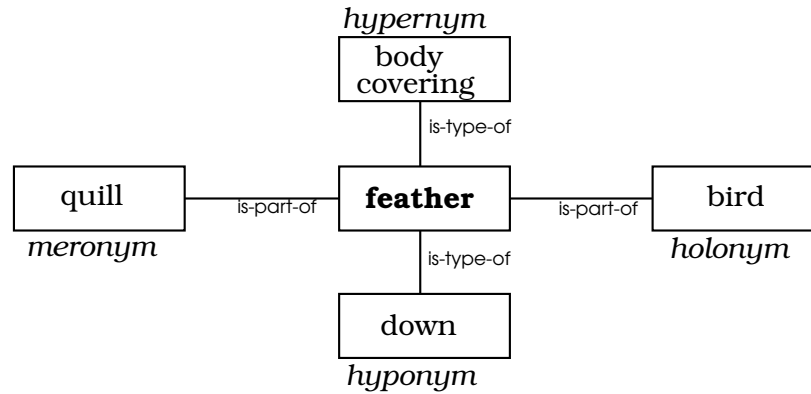 hypernym
body
covering
is-type-of
quill
is-part-of
feather
is-part-of
bird
meronym
is-type-of
holonym
down
hyponym